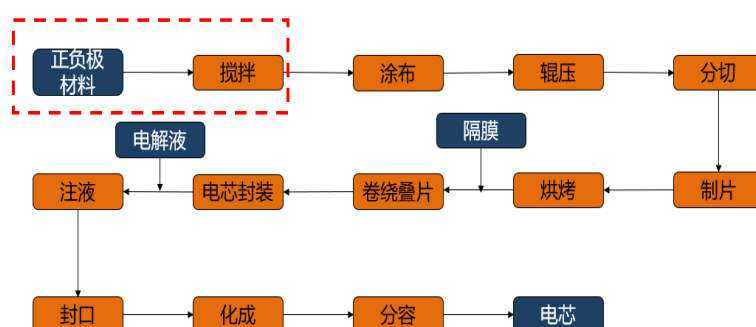 正负极
材料
搅拌
涂布
辊压
分切
电解液
隔膜
注液
电芯封装
卷绕叠片
烘烤
制片
封口
化成
分容
电芯